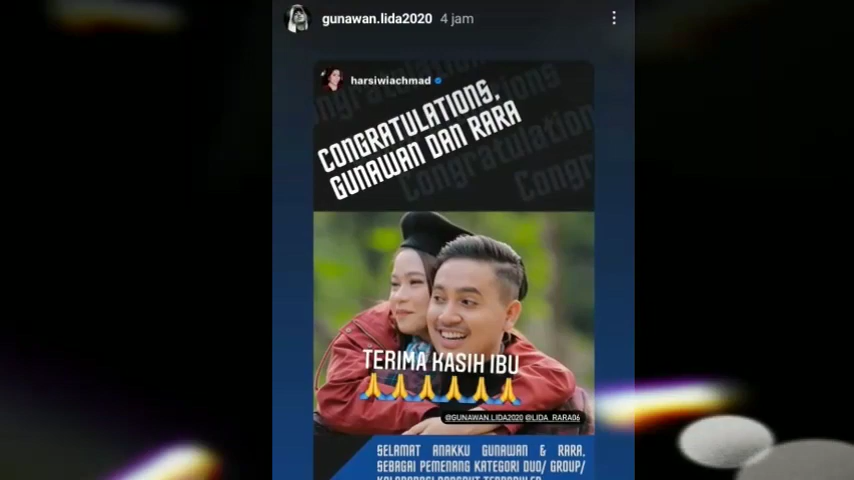 gunawan.lida2020 4 jam
harsiwiachmad
CONGRATULATIONS,
GUNAWAN DAN RARA
TERIMA KASIH IBU
@GUNAWAN.LIDA2020 @LIDA_RARA06
SELAMAT ANAKKU GUNAWAN & RARA,
SEBAGAI PEMENANG KATEGORI DUO/ GROUP/